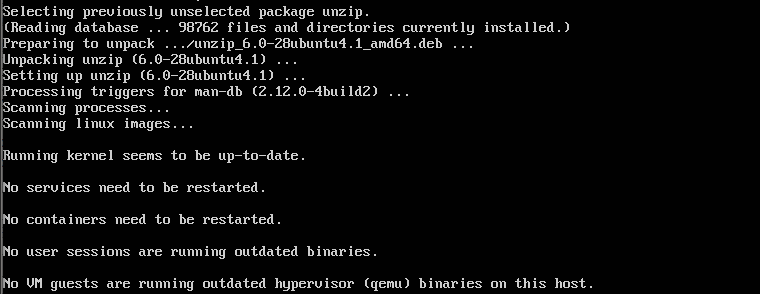 Selecting previously unselected package unzip.
(Reading database ... 98762 files and directories currently installed.)
Preparing to unpack .../unzip_6.0-28ubuntu4.1_amd64.deb ...
Unpacking unzip (6.0-28ubuntu4.1) ...
Setting up unzip (6.0-28ubuntu4.1) ...
Processing triggers for man-db (2.12.0-4build2) ...
Scanning processes...
Scanning linux images...
Running kernel seems to be up-to-date.
No services need to be restarted.
No containers need to be restarted.
No user sessions are running outdated binaries.
No VM guests are running outdated hypervisor (qemu) binaries on this host.